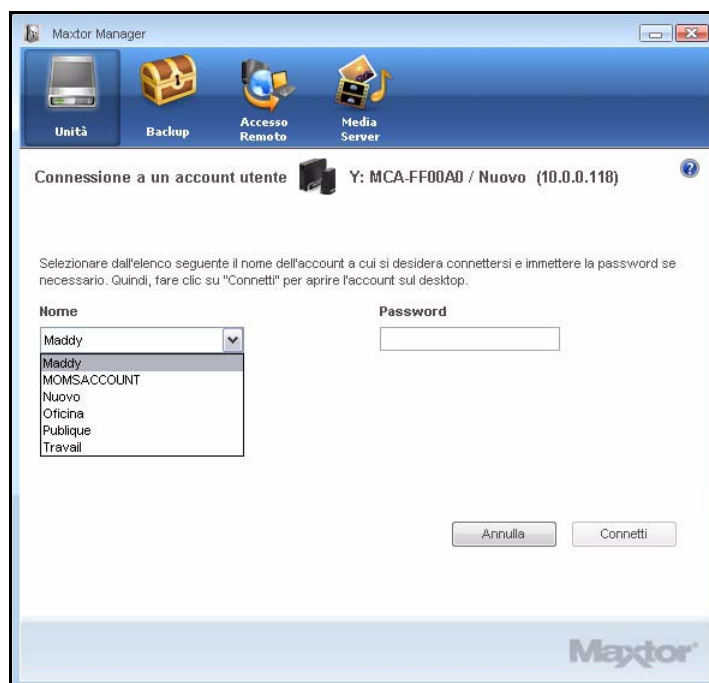 Maxtor Manager
Unità
Backup
Accesso
Remoto
Media
Server
Connessione a un account utente
Y: MCA-FF00A0 / Nuovo (10.0.0.118)
?
Selezionare dall'elenco seguente il nome dell'account a cui si desidera connettersi e immettere la password se
necessario. Quindi, fare clic su "Connetti" per aprire l'account sul desktop.
Nome
Password
Maddy
Maddy
MOMSACCOUNT
Nuovo
Oficina
Publique
Travail
Annulla
Connetti
Maxtor